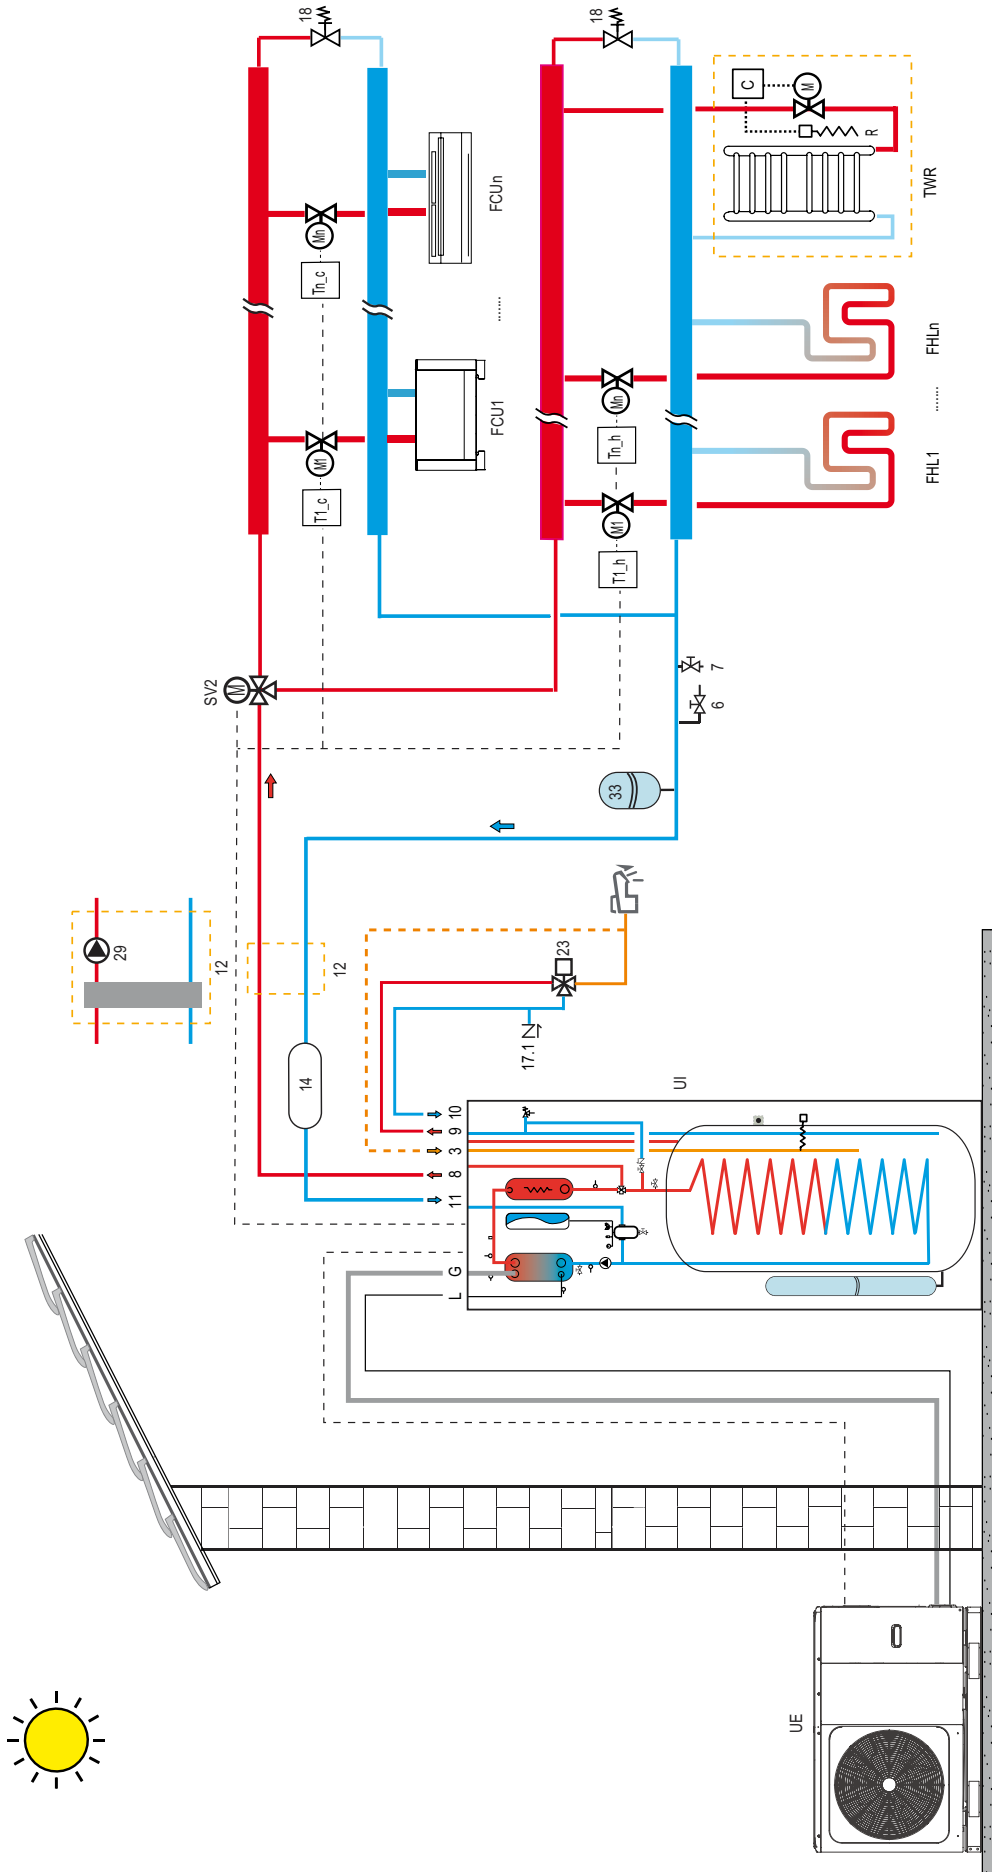 18
18
C
M
R
TWR
Mn
FCUn
Tn_c
.......
FHLn
Mn
M1
FCU1
Tn_h
.......
FHL1
T1_c
M1
T1_h
SV2
M
7
6
33
29
12
12
23
17.1
14
UI
10
9
3
8
11
G
L
UE